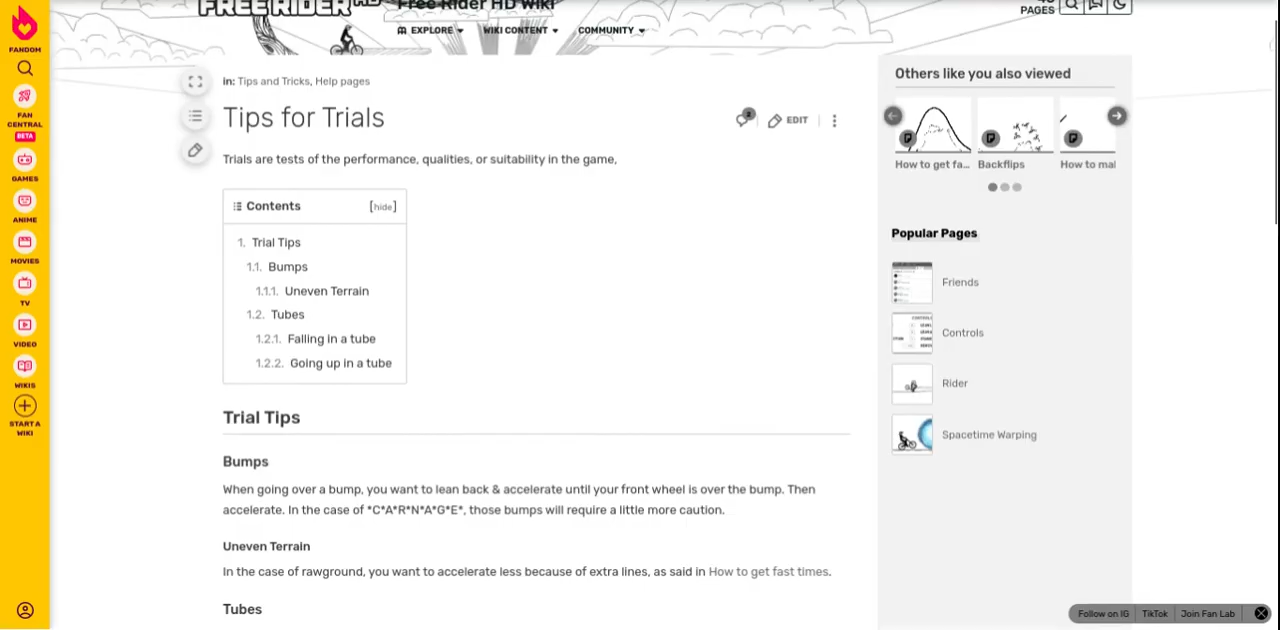 FREE RIDER HD
Free Rider HD Wiki
PAGES
EXPLORE
WIKI CONTENT
COMMUNITY
FANDOM
FAN
CENTRAL
BETA
GAMES
ANIME
MOVIES
TV
VIDEO
WIKIS
START A
WIKI
in: Tips and Tricks, Help pages
Tips for Trials
EDIT
Trials are tests of the performance, qualities, or suitability in the game,
Contents [hide]
1. Trial Tips
1.1. Bumps
1.1.1. Uneven Terrain
1.2. Tubes
1.2.1. Falling in a tube
1.2.2. Going up in a tube
Trial Tips
Bumps
When going over a bump, you want to lean back & accelerate until your front wheel is over the bump. Then
accelerate. In the case of *C*A*R*N*A*G*E*, those bumps will require a little more caution.
Uneven Terrain
In the case of rawground, you want to accelerate less because of extra lines, as said in How to get fast times.
Tubes
Others like you also viewed
How to get fa...
Backflips
How to mal
Popular Pages
Friends
Controls
Rider
Spacetime Warping
Follow on IG
TikTok
Join Fan Lab